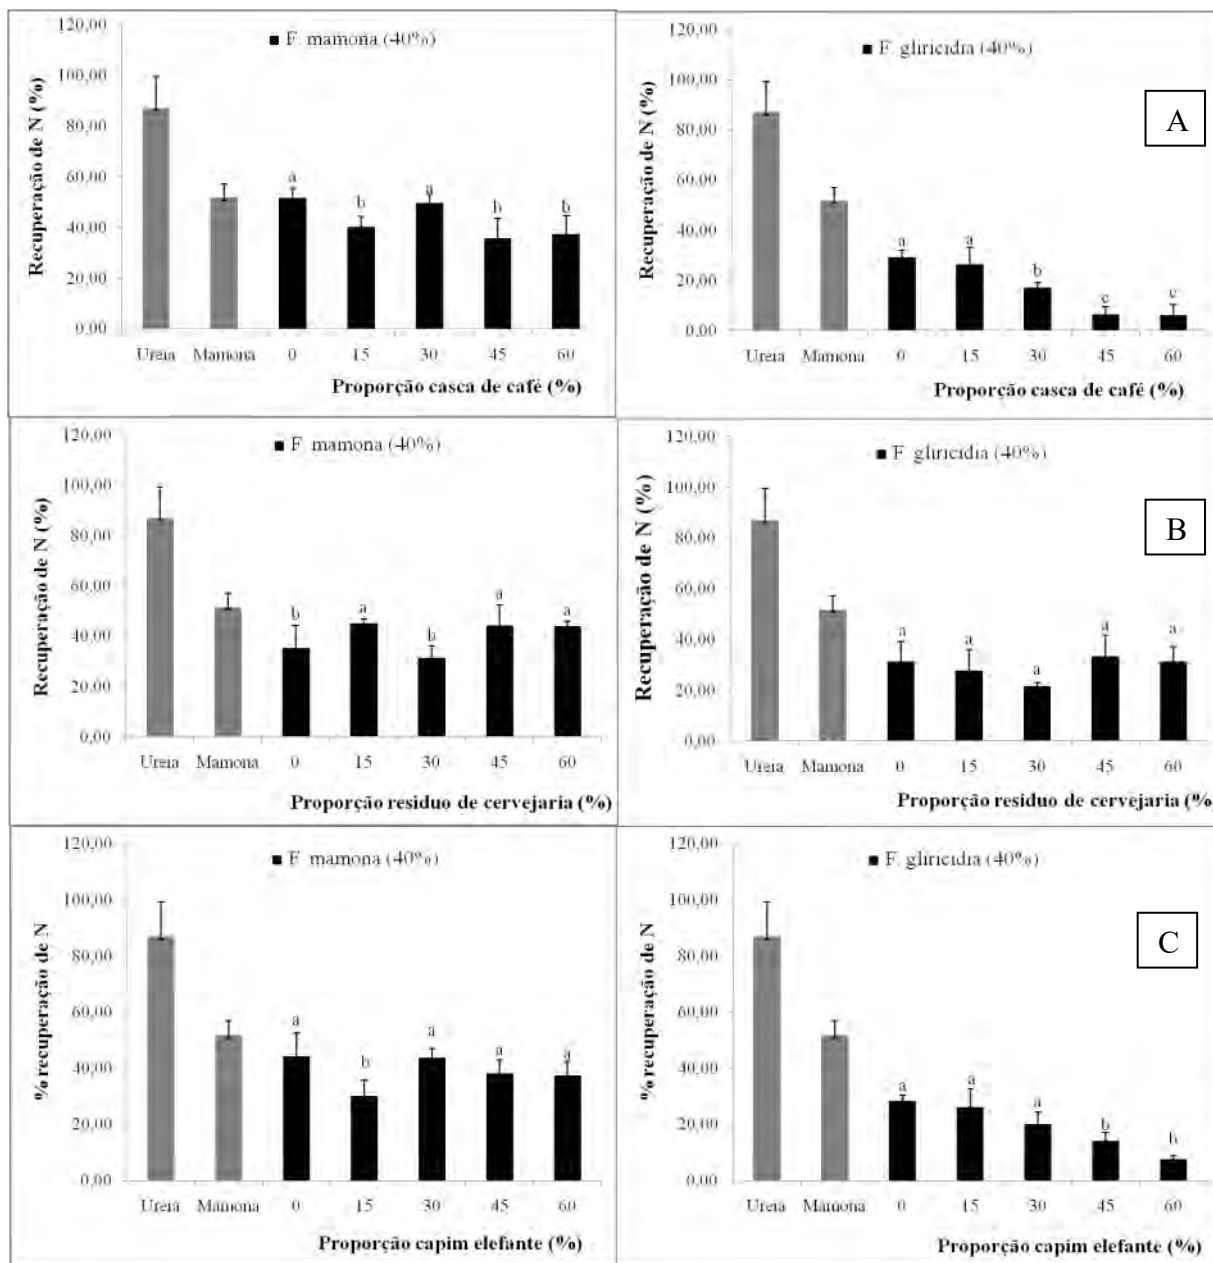 120,00
100,00
80,00
60,00
40,00
20,00
0,00
Recuperação de N (%)
F. mamona (40%)
a
b
a
b
b
Ureia Mamona 0 15 30 45 60
Proporção casca de café (%)
120,00
100,00
80,00
60,00
40,00
20,00
0,00
Recuperação de N (%)
F. gliricidia (40%)
A
a
a
b
c
c
Ureia Mamona 0 15 30 45 60
Proporção casca de café (%)
120,00
100,00
80,00
60,00
40,00
20,00
0,00
Recuperação de N (%)
F. mamona (40%)
b
a
b
a
a
Ureia Mamona 0 15 30 45 60
Proporção residuo de cervejaria (%)
120,00
100,00
80,00
60,00
40,00
20,00
0,00
Recuperação de N (%)
F. gliricidia (40%)
B
a
a
a
a
a
Ureia Mamona 0 15 30 45 60
Proporção residuo de cervejaria (%)
120,00
100,00
80,00
60,00
40,00
20,00
0,00
% recuperação de N
F. mamona (40%)
a
b
a
a
a
Ureia Mamona 0 15 30 45 60
Proporção capim elefante (%)
120,00
100,00
80,00
60,00
40,00
20,00
0,00
% recuperação de N
F. gliricidia (40%)
C
a
a
a
b
b
Ureia Mamona 0 15 30 45 60
Proporção capim elefante (%)